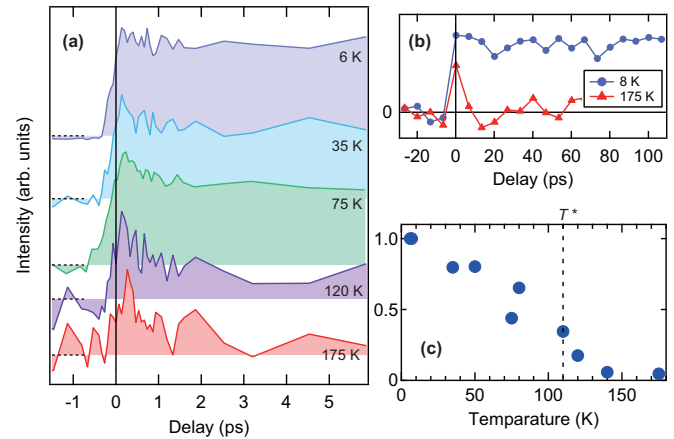 (a)
6 K
35 K
75 K
120 K
175 K
Intensity (arb. units)
-1 0 1 2 3 4 5
Delay (ps)
(b)
0
8 K
175 K
-20 0 20 40 60 80 100
Delay (ps)
T *
1.0
0.5
0
(c)
0 50 100 150
Temparature (K)